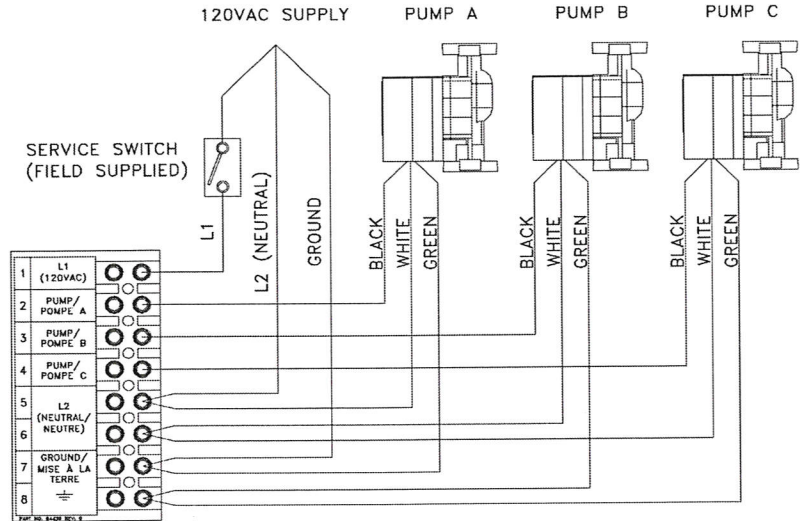 120VAC SUPPLY
PUMP A
PUMP B
PUMP C
SERVICE SWITCH
(FIELD SUPPLIED)
L1
L2 (NEUTRAL)
GROUND
BLACK
WHITE
GREEN
BLACK
WHITE
GREEN
BLACK
WHITE
GREEN
1
L1
(120VAC)
2
PUMP/
POMPE A
3
PUMP/
POMPE B
4
PUMP/
POMPE C
5
L2
(NEUTRAL/
NEUTRE)
6
7
GROUND/
MISE À LA
TERRE
8
PART NO.